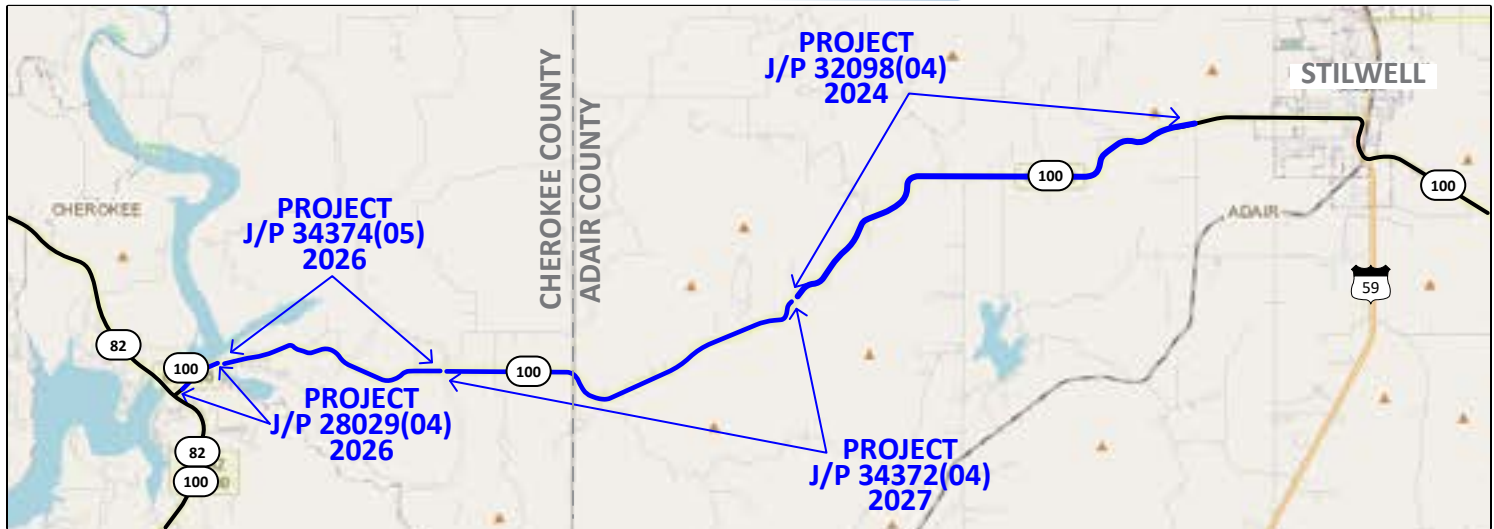 PROJECT
J/P 32098(04)
2024
STILWELL
CHEROKEE COUNTY
ADAIR COUNTY
100
100
CHEROKEE
PROJECT
J/P 34374(05)
2026
ADAIR
59
82
100
100
PROJECT
J/P 28029(04)
2026
82
100
PROJECT
J/P 34372(04)
2027